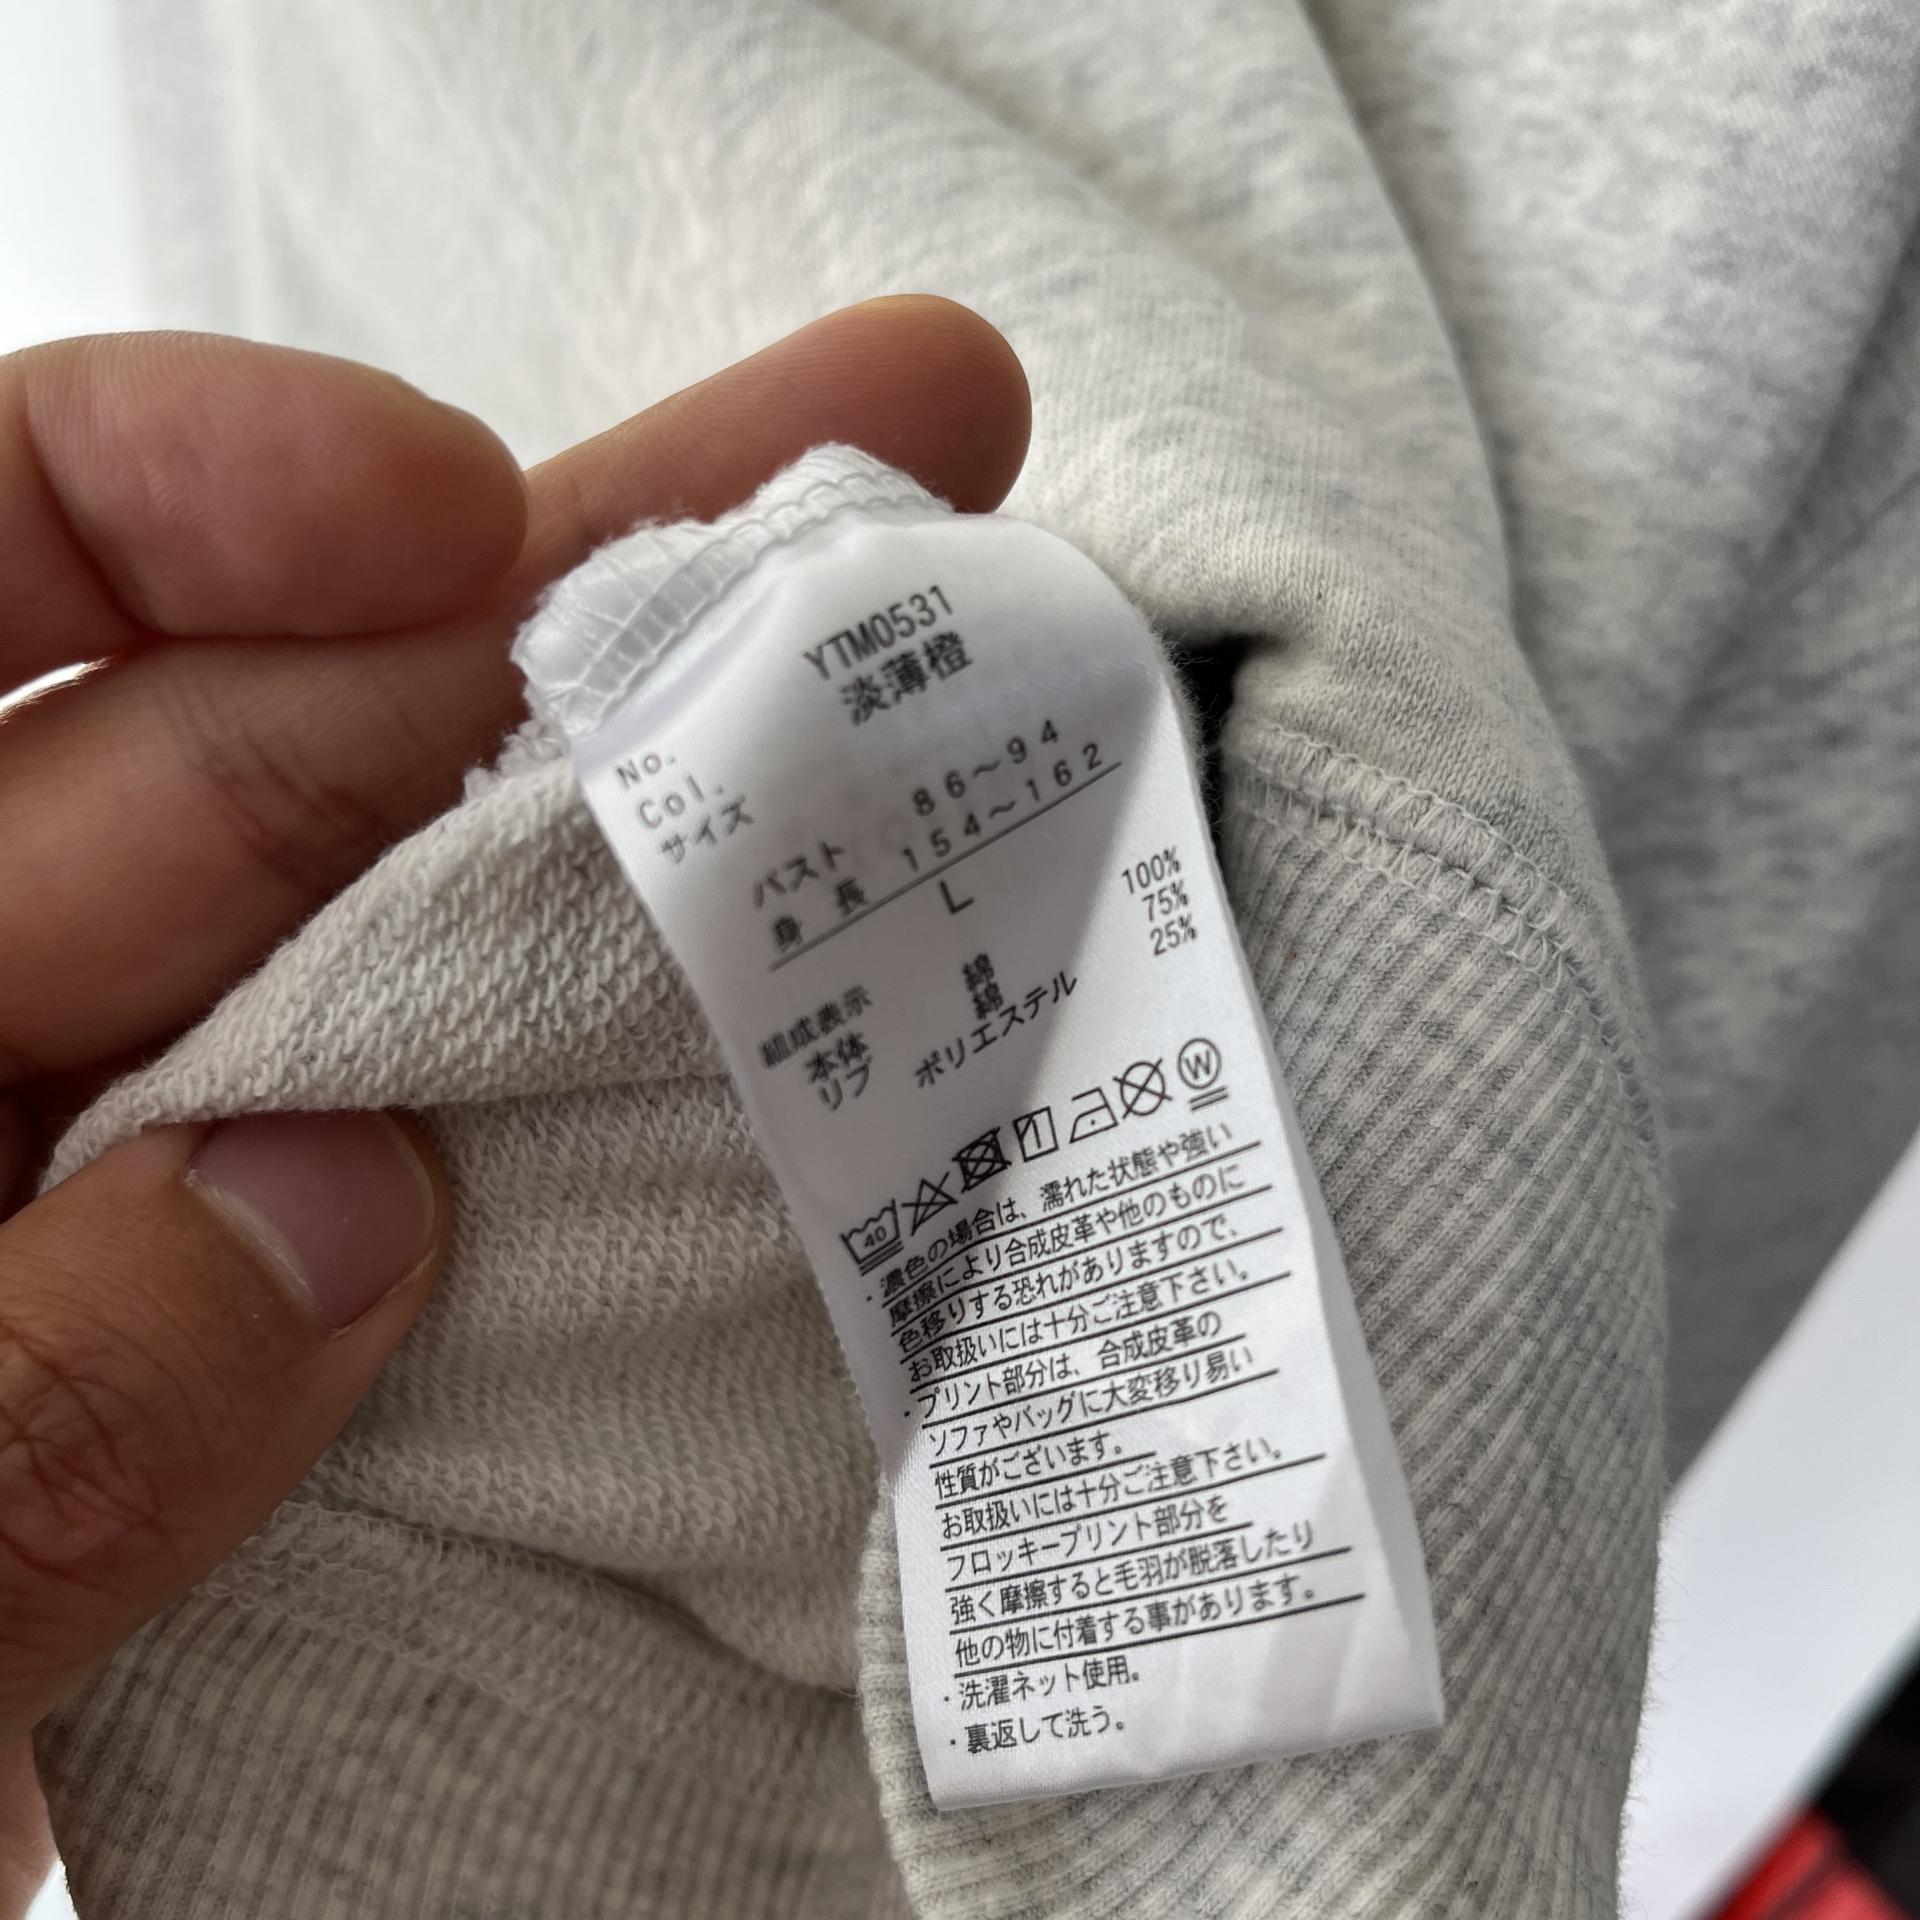 No. YTM0531
Col. 淡薄橙
サイズ
バスト 86～94
身長 154～162
L
組成表示
本体 綿 100%
リブ 綿 75%
ポリエステル 25%
40 W
・濃色の場合は、濡れた状態や強い
摩擦により合成皮革や他のものに
色移りする恐れがありますので、
お取扱いには十分ご注意下さい。
・プリント部分は、合成皮革の
ソファやバッグに大変移り易い
性質がございます。
お取扱いには十分ご注意下さい。
フロッキープリント部分を
強く摩擦すると毛羽が脱落したり
他の物に付着する事があります。
・洗濯ネット使用。
・裏返して洗う。